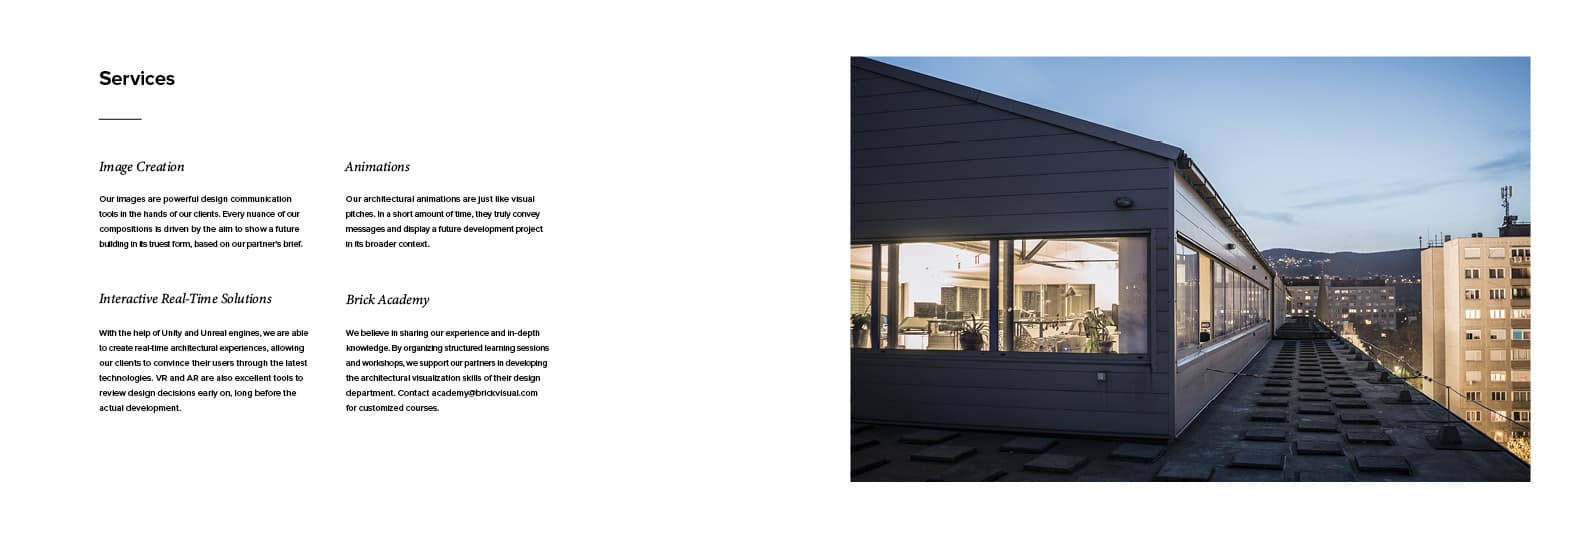 Services
Image Creation
Our images are powerful design communication
tools in the hands of our clients. Every nuance of our
compositions is driven by the aim to show a future
building in its truest form, based on our partner's brief.
Animations
Our architectural animations are just like visual
pitches. In a short amount of time, they truly convey
messages and display a future development project
in its broader context.
Interactive Real-Time Solutions
With the help of Unity and Unreal engines, we are able
to create real-time architectural experiences, allowing
our clients to convince their users through the latest
technologies. VR and AR are also excellent tools to
review design decisions early on, long before the
actual development.
Brick Academy
We believe in sharing our experience and in-depth
knowledge. By organizing structured learning sessions
and workshops, we support our partners in developing
the architectural visualization skills of their design
department. Contact academy@brickvisual.com
for customized courses.